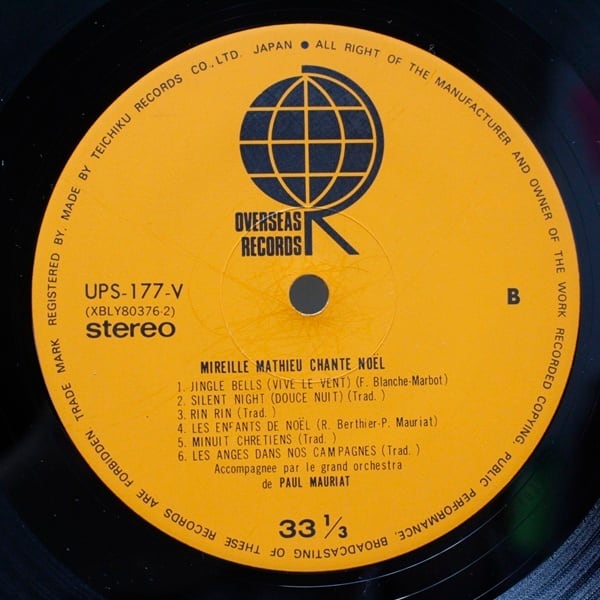 TRADE MARK REGISTERED BY, MADE BY TEICHIKU RECORDS CO., LTD. JAPAN ● ALL RIGHT OF THE MANUFACTURER AND OWNER OF THE WORK RECORDED COPYING, PUBLIC PERFORMANCE, BROADCASTING OF THESE RECORDS ARE FORBIDDEN
OVERSEAS
RECORDS
UPS-177-V
(XBLY80376-2)
stereo
B
MIREILLE MATHIEU CHANTE NOËL
1. JINGLE BELLS (VIVE LE VENT) (F. Blanche-Marbot)
2. SILENT NIGHT (DOUCE NUIT) (Trad. )
3. RIN RIN (Trad. )
4. LES ENFANTS DE NOËL (R. Berthier-P. Mauriat)
5. MINUIT CHRETIENS (Trad. )
6. LES ANGES DANS NOS CAMPAGNES (Trad. )
Accompagnee par le grand orchestra
de PAUL MAURIAT
33 1/3